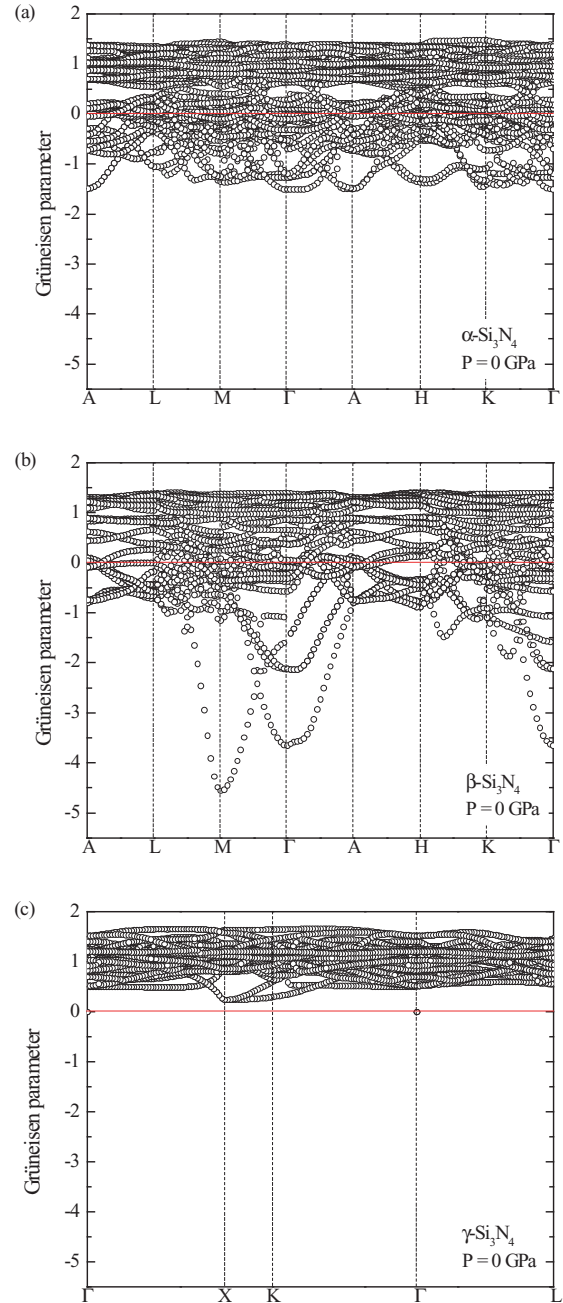 (a)
2
1
0
-1
-2
-3
-4
-5
Grüneisen parameter
α-Si₃N₄
P = 0 GPa
A L M Γ A H K Γ
(b)
2
1
0
-1
-2
-3
-4
-5
Grüneisen parameter
β-Si₃N₄
P = 0 GPa
A L M Γ A H K Γ
(c)
2
1
0
-1
-2
-3
-4
-5
Grüneisen parameter
γ-Si₃N₄
P = 0 GPa
Γ X K Γ L